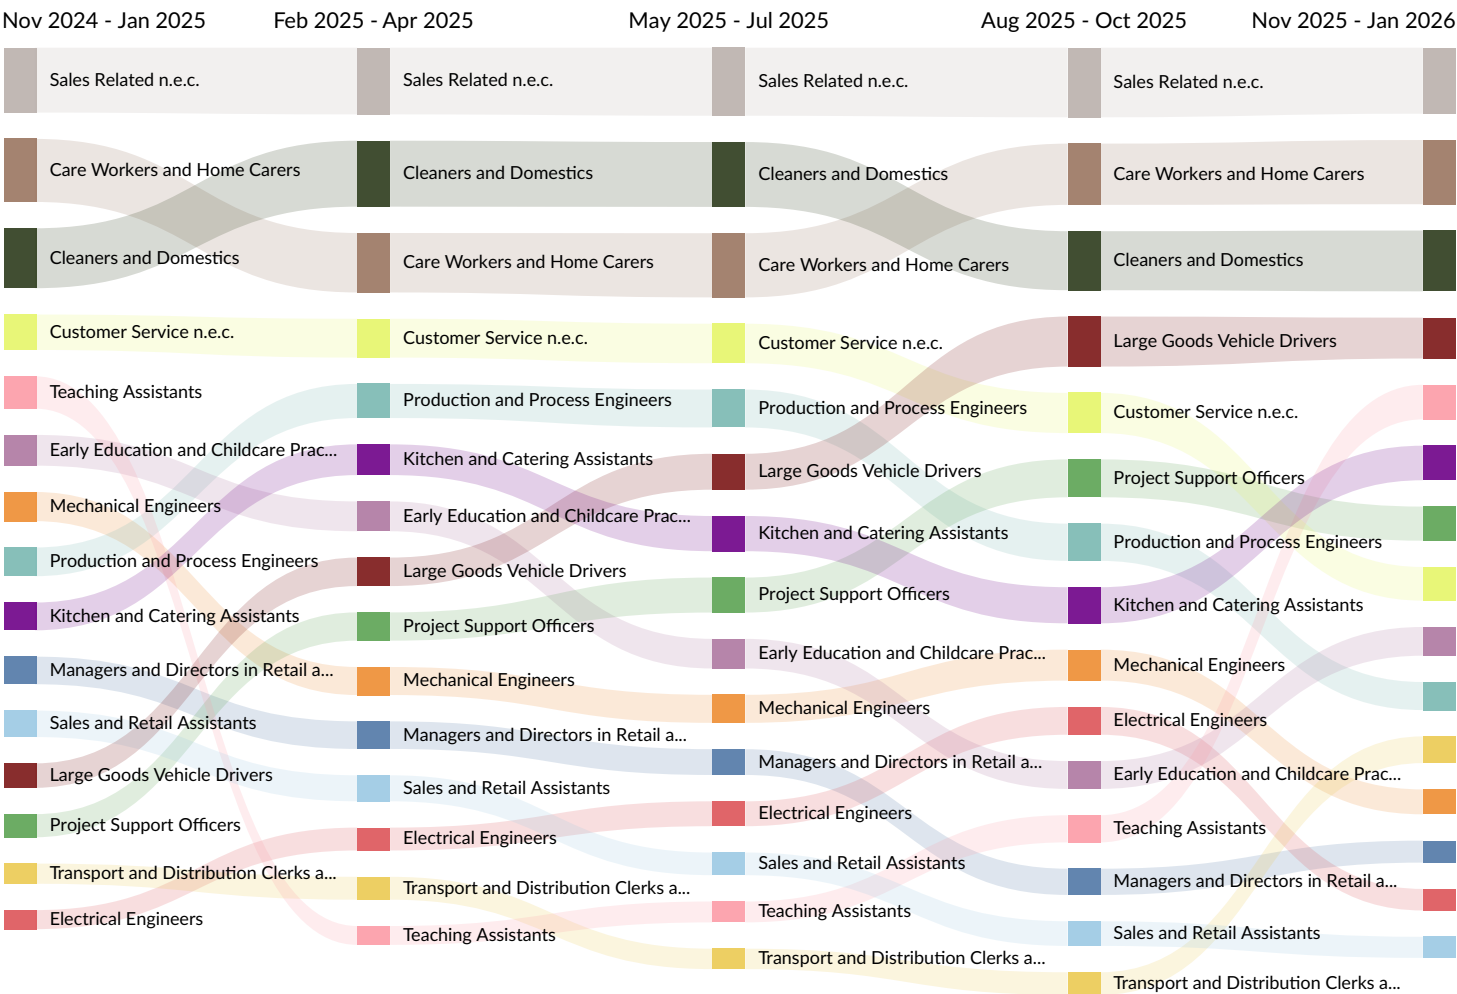 Nov 2024 - Jan 2025
Feb 2025 - Apr 2025
May 2025 - Jul 2025
Aug 2025 - Oct 2025
Nov 2025 - Jan 2026
Sales Related n.e.c.
Care Workers and Home Carers
Cleaners and Domestics
Customer Service n.e.c.
Teaching Assistants
Early Education and Childcare Prac...
Mechanical Engineers
Production and Process Engineers
Kitchen and Catering Assistants
Managers and Directors in Retail a...
Sales and Retail Assistants
Large Goods Vehicle Drivers
Project Support Officers
Transport and Distribution Clerks a...
Electrical Engineers
Sales Related n.e.c.
Cleaners and Domestics
Care Workers and Home Carers
Customer Service n.e.c.
Production and Process Engineers
Kitchen and Catering Assistants
Early Education and Childcare Prac...
Large Goods Vehicle Drivers
Project Support Officers
Mechanical Engineers
Managers and Directors in Retail a...
Sales and Retail Assistants
Electrical Engineers
Transport and Distribution Clerks a...
Teaching Assistants
Sales Related n.e.c.
Cleaners and Domestics
Care Workers and Home Carers
Customer Service n.e.c.
Production and Process Engineers
Large Goods Vehicle Drivers
Kitchen and Catering Assistants
Project Support Officers
Early Education and Childcare Prac...
Mechanical Engineers
Managers and Directors in Retail a...
Electrical Engineers
Sales and Retail Assistants
Teaching Assistants
Transport and Distribution Clerks a...
Sales Related n.e.c.
Care Workers and Home Carers
Cleaners and Domestics
Large Goods Vehicle Drivers
Customer Service n.e.c.
Project Support Officers
Production and Process Engineers
Kitchen and Catering Assistants
Mechanical Engineers
Electrical Engineers
Early Education and Childcare Prac...
Teaching Assistants
Managers and Directors in Retail a...
Sales and Retail Assistants
Transport and Distribution Clerks a...